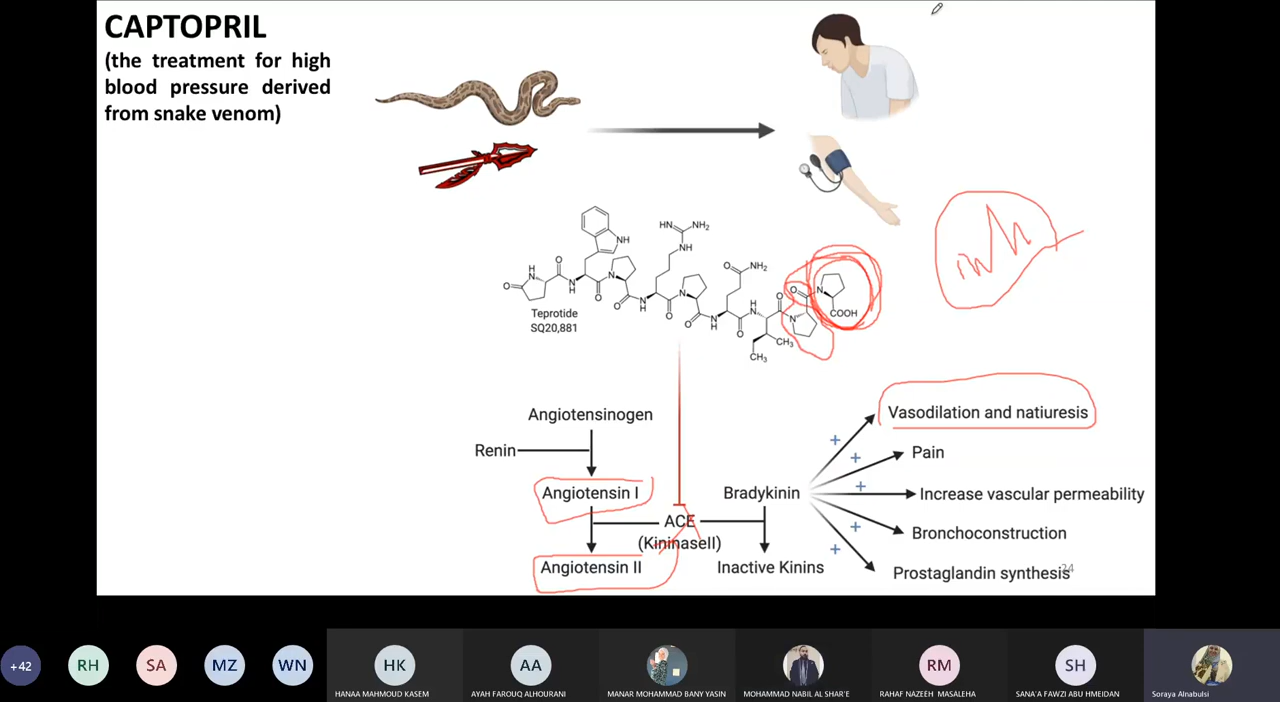 CAPTOPRIL
(the treatment for high
blood pressure derived
from snake venom)
HN NH₂
NH
NH
H
N
O
O
N
H
O
N
O
N
H
O
N
O
O
NH₂
N
H
O
H
N
O
N
O
N
COOH
CH₃
CH₃
Teprotide
SQ20,881
inh
Angiotensinogen
Renin
Angiotensin I
ACE
(KininaseII)
Angiotensin II
Bradykinin
Inactive Kinins
+ Vasodilation and natiuresis
+ Pain
+ Increase vascular permeability
+ Bronchoconstruction
+ Prostaglandin synthesis
24
+42
RH
SA
MZ
WN
HK
HANAA MAHMOUD KASEM
AA
AYAH FAROUQ ALHOURANI
MANAR MOHAMMAD BANY YASIN
MOHAMMAD NABIL AL SHAR'E
RM
RAHAF NAZEEH MASALEHA
SH
SANA'A FAWZI ABU HMEIDAN
Soraya Alnabulsi